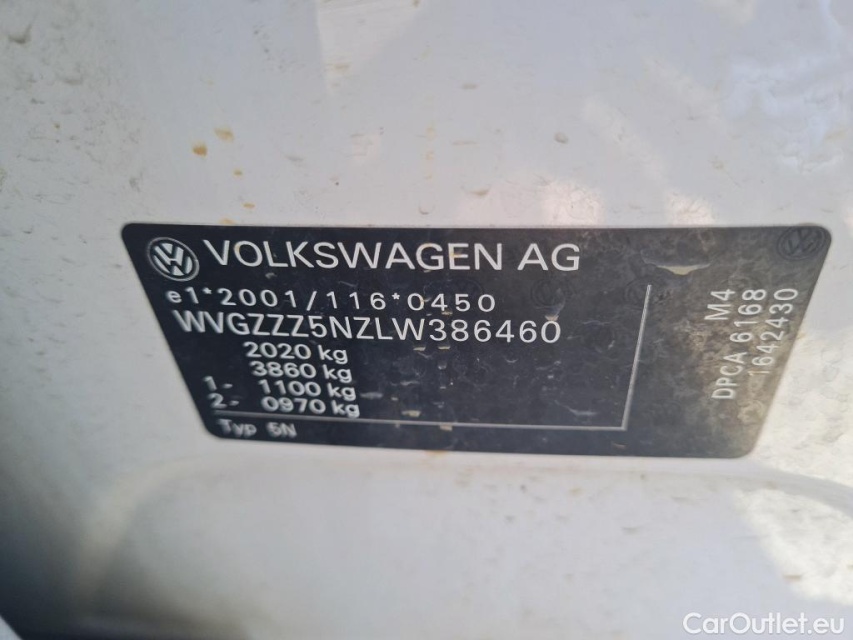 VOLKSWAGEN AG
e1*2001/116*0450
WVGZZZ5NZLW386460
2020 kg
3860 kg
1.- 1100 kg
2.- 0970 kg
Typ 5N
M4
DPCA 6168
1642430
CarOutlet.eu